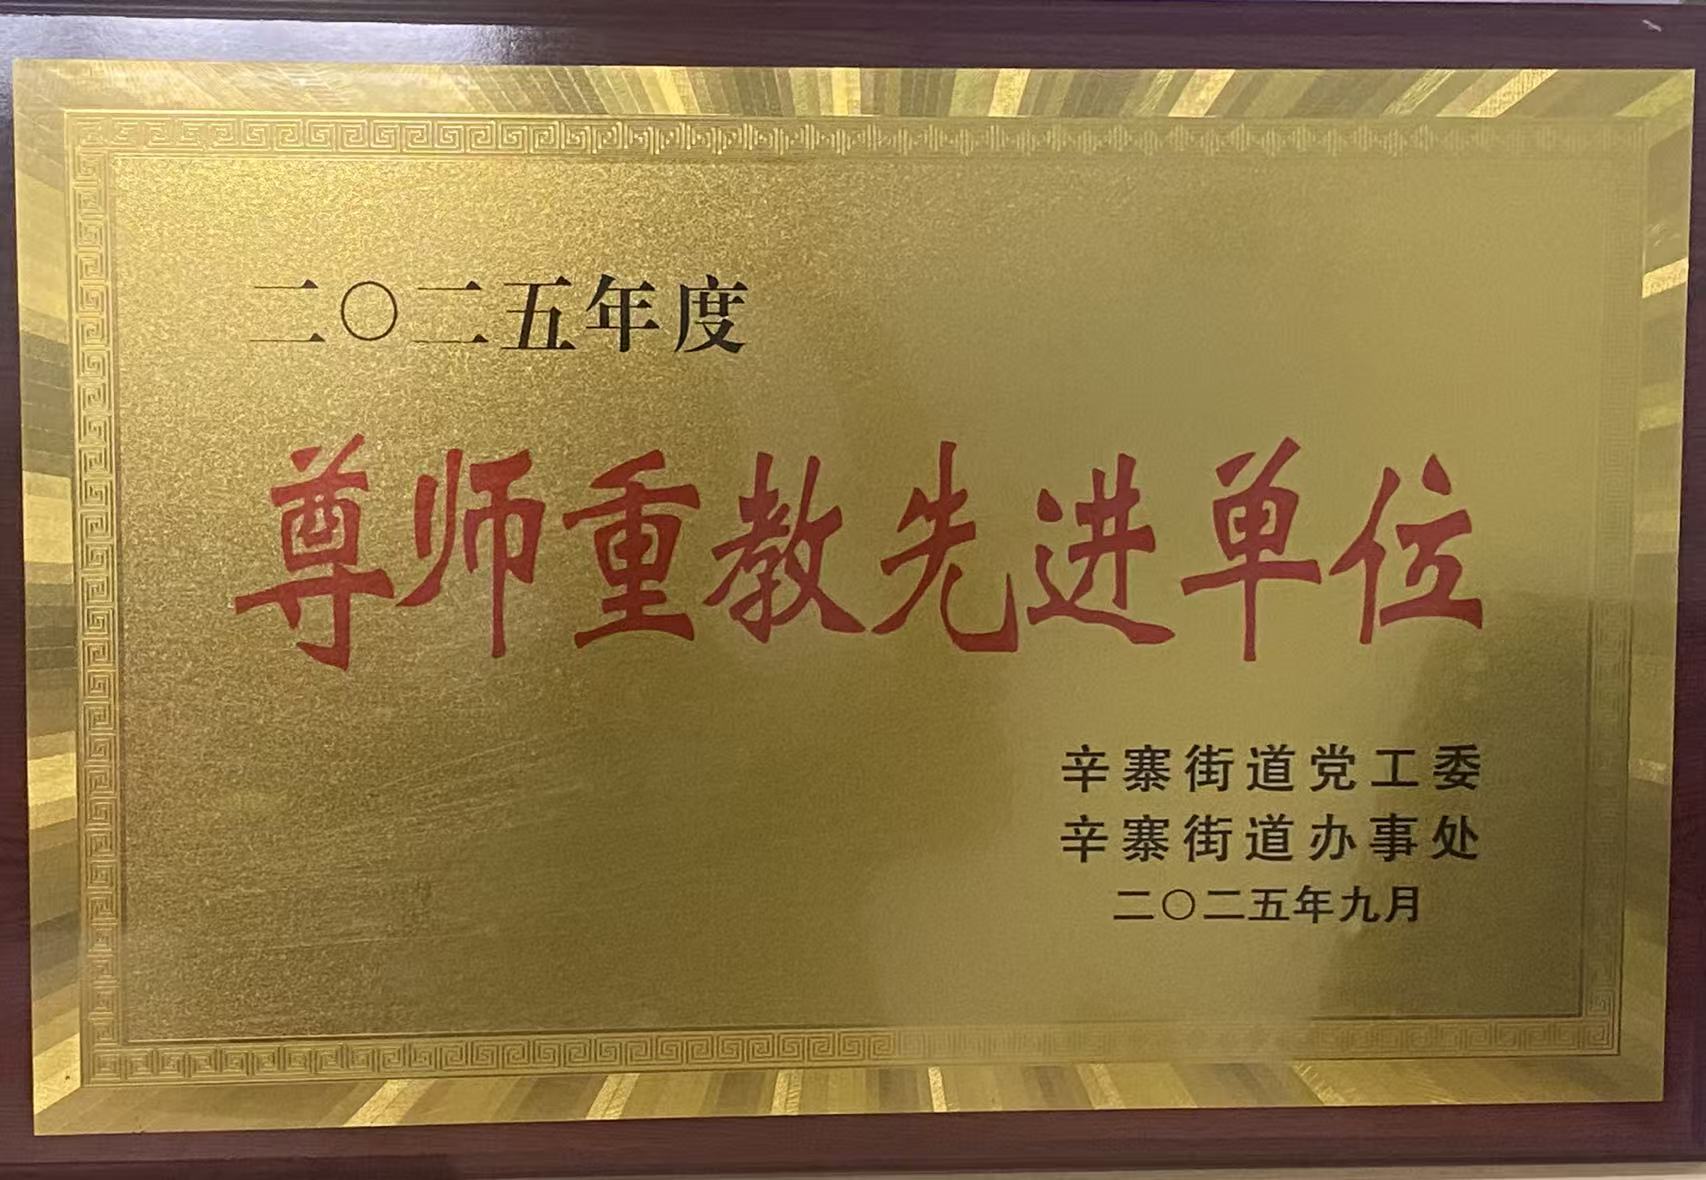 二〇二五年度
尊师重教先进单位
辛寨街道党工委
辛寨街道办事处
二〇二五年九月